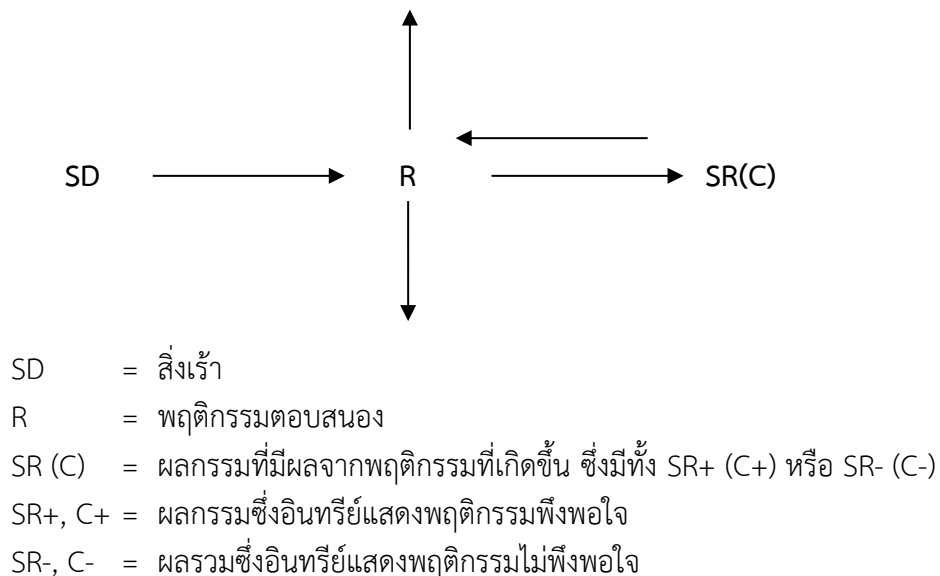 SD R SR(C)
SD = สิ่งเร้า
R = พฤติกรรมตอบสนอง
SR (C) = ผลกรรมที่มีผลจากพฤติกรรมที่เกิดขึ้น ซึ่งมีทั้ง SR+ (C+) หรือ SR- (C-)
SR+, C+ = ผลกรรมซึ่งอินทรีย์แสดงพฤติกรรมพึงพอใจ
SR-, C- = ผลรวมซึ่งอินทรีย์แสดงพฤติกรรมไม่พึงพอใจ